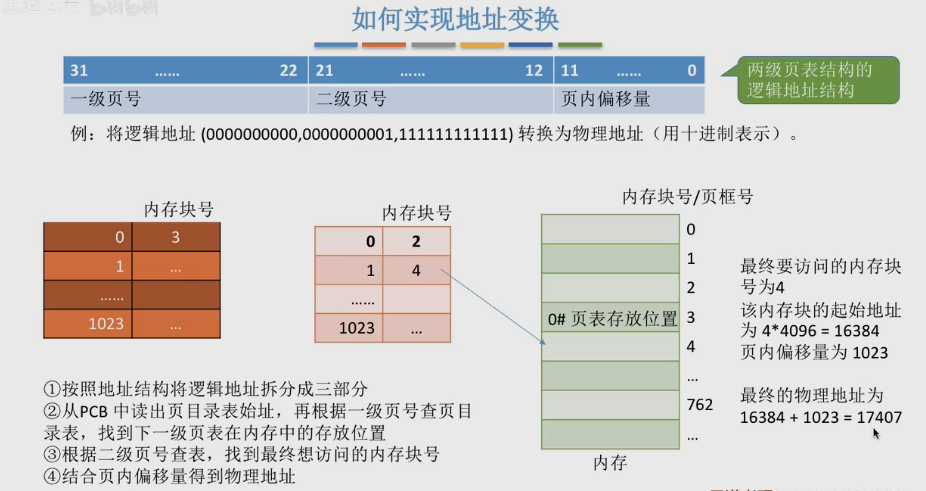 如何实现地址变换
31 …… 22 21 …… 12 11 …… 0
一级页号 二级页号 页内偏移量
两级页表结构的
逻辑地址结构
例：将逻辑地址 (0000000000,0000000001,111111111111) 转换为物理地址（用十进制表示）。
内存块号
0 3
1 …
……
1023 …
内存块号
0 2
1 4
……
1023 …
内存块号/页框号
0
1
2
0# 页表存放位置 3
4
…
762
…
内存
最终要访问的内存块
号为4
该内存块的起始地址
为 4*4096 = 16384
页内偏移量为 1023
最终的物理地址为
16384 + 1023 = 17407
①按照地址结构将逻辑地址拆分成三部分
②从PCB 中读出页目录表始址，再根据一级页号查页目
录表，找到下一级页表在内存中的存放位置
③根据二级页号查表，找到最终想访问的内存块号
④结合页内偏移量得到物理地址